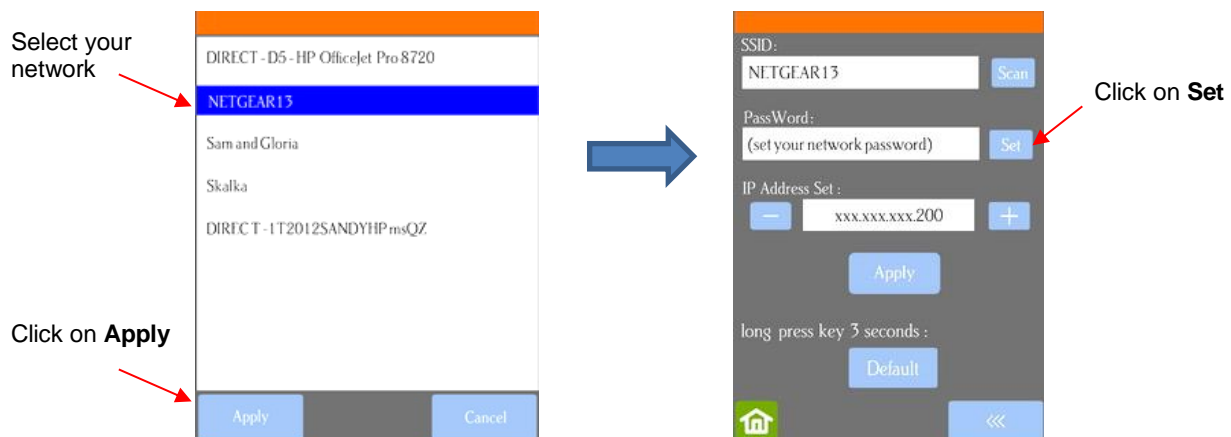 Select your
network
DIRECT-D5-HP OfficeJet Pro 8720
NETGEAR13
Sam and Gloria
Skalka
DIRECT-1T2012SANDYHPmsQZ
Click on Apply
Apply
Cancel
SSID:
NETGEAR13
Scan
PassWord:
(set your network password)
Set
Click on Set
IP Address Set :
−
xxx.xxx.xxx.200
+
Apply
long press key 3 seconds :
Default
<<<